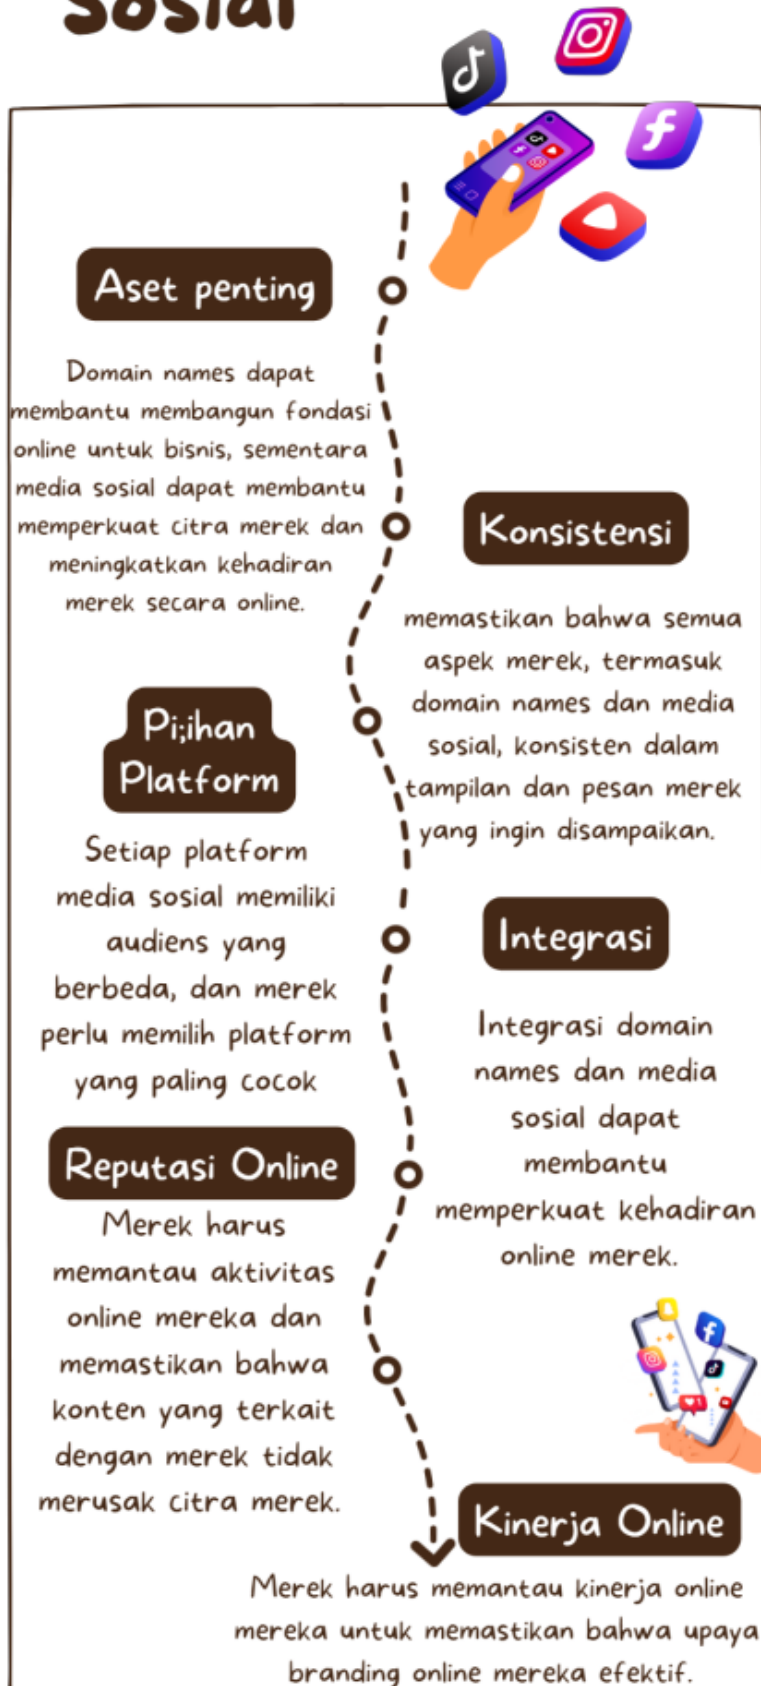 Sosial
Aset penting
Domain names dapat
membantu membangun fondasi
online untuk bisnis, sementara
media sosial dapat membantu
memperkuat citra merek dan
meningkatkan kehadiran
merek secara online.
Konsistensi
memastikan bahwa semua
aspek merek, termasuk
domain names dan media
sosial, konsisten dalam
tampilan dan pesan merek
yang ingin disampaikan.
Pi;ihan
Platform
Setiap platform
media sosial memiliki
audiens yang
berbeda, dan merek
perlu memilih platform
yang paling cocok
Integrasi
Integrasi domain
names dan media
sosial dapat
membantu
memperkuat kehadiran
online merek.
Reputasi Online
Merek harus
memantau aktivitas
online mereka dan
memastikan bahwa
konten yang terkait
dengan merek tidak
merusak citra merek.
Kinerja Online
Merek harus memantau kinerja online
mereka untuk memastikan bahwa upaya
branding online mereka efektif.